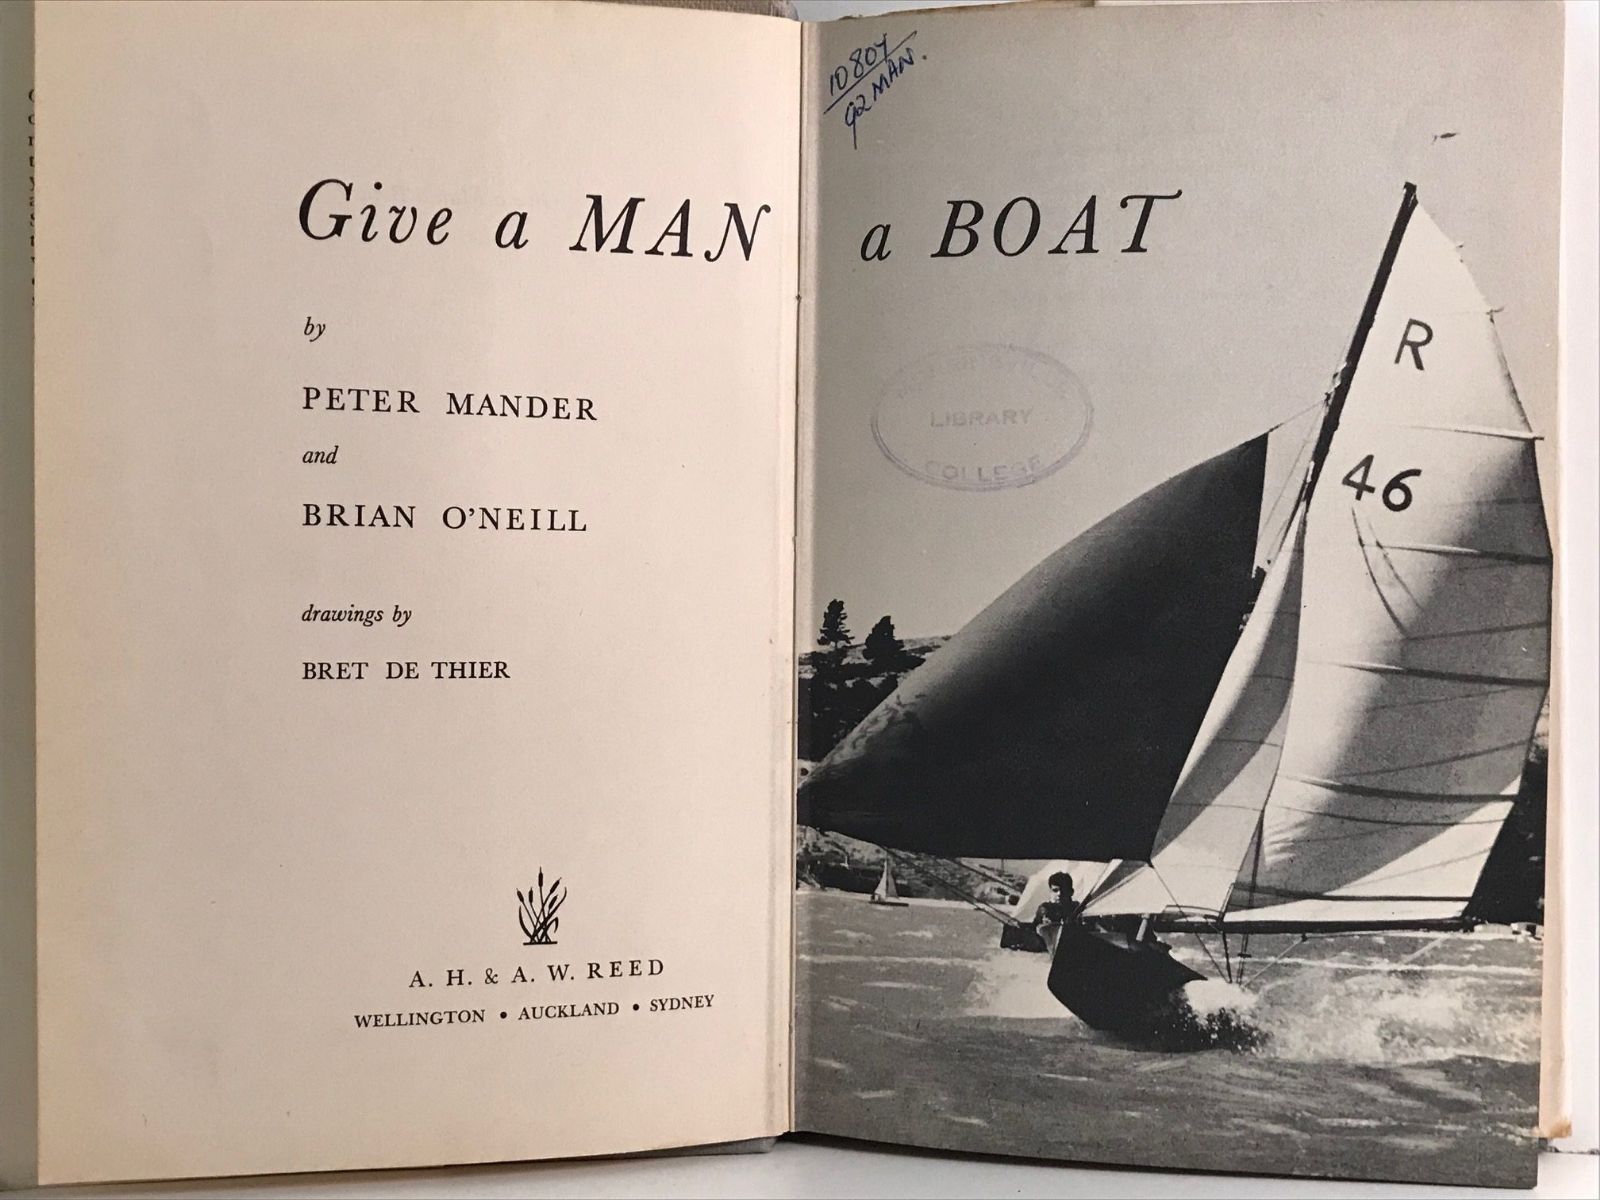 Give a MAN a BOAT
by
PETER MANDER
and
BRIAN O'NEILL
drawings by
BRET DE THIER
A. H. & A. W. REED
WELLINGTON • AUCKLAND • SYDNEY
10804
92 MAN.
LIBRARY
COLLEGE
R
46